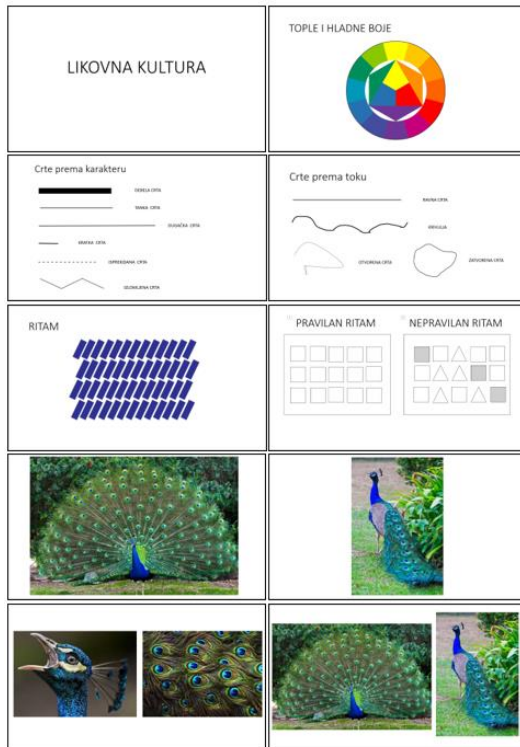 LIKOVNA KULTURA
TOPLE I HLADNE BOJE
Crte prema karakteru
DEBELA CRTA
TANKA CRTA
DUGAČKA CRTA
KRATKA CRTA
ISPREKIDANA CRTA
IZLOMLJENA CRTA
Crte prema toku
RAVNA CRTA
KRIVULJA
OTVORENA CRTA
ZATVORENA CRTA
RITAM
PRAVILAN RITAM
NEPRAVILAN RITAM